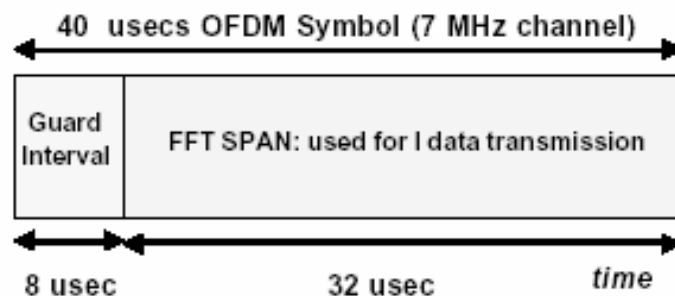 40 usecs OFDM Symbol (7 MHz channel)
Guard
Interval
FFT SPAN: used for I data transmission
8 usec
32 usec
time